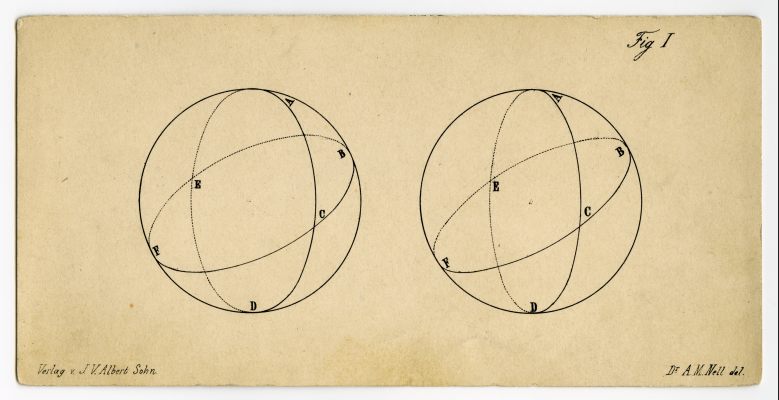 Fig I
A
B
E
C
F
D
A
B
E
C
F
D
Verlag v. J. V. Albert Sohn.
Dr A. M. Nell del.